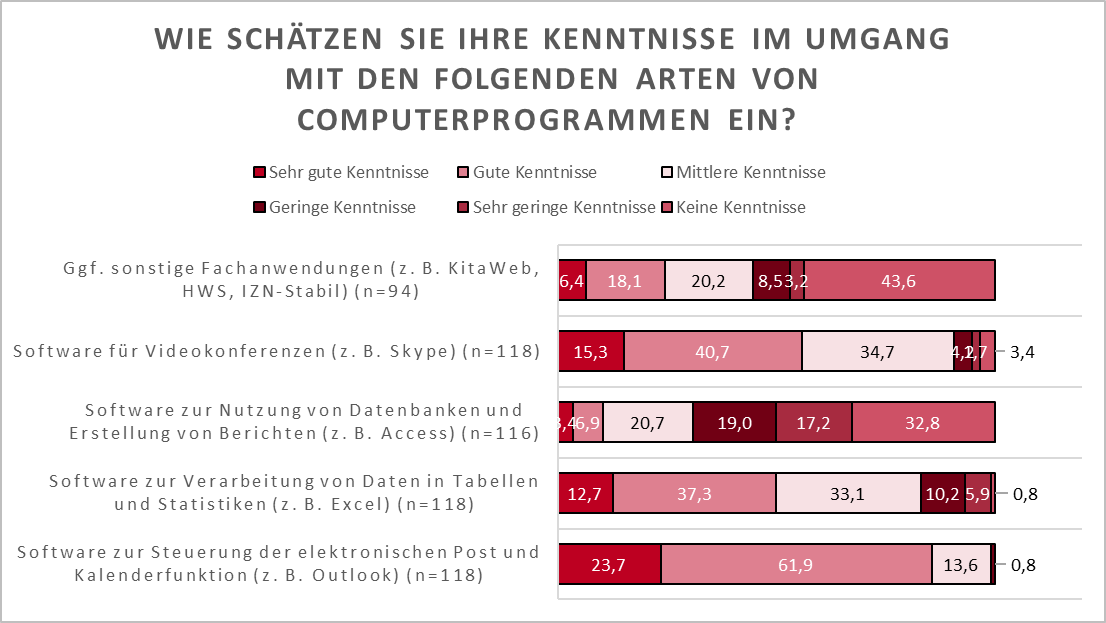 WIE SCHÄTZEN SIE IHRE KENNTNISSE IM UMGANG
MIT DEN FOLGENDEN ARTEN VON
COMPUTERPROGRAMMEN EIN?
Sehr gute Kenntnisse Gute Kenntnisse Mittlere Kenntnisse
Geringe Kenntnisse Sehr geringe Kenntnisse Keine Kenntnisse
Ggf. sonstige Fachanwendungen (z. B. KitaWeb,
HWS, IZN-Stabil) (n=94)
6,4 18,1 20,2 8,5 3,2 43,6
Software für Videokonferenzen (z. B. Skype) (n=118)
15,3 40,7 34,7 3,4
Software zur Nutzung von Datenbanken und
Erstellung von Berichten (z. B. Access) (n=116)
3,4 6,9 20,7 19,0 17,2 32,8
Software zur Verarbeitung von Daten in Tabellen
und Statistiken (z. B. Excel) (n=118)
12,7 37,3 33,1 10,2 5,9 0,8
Software zur Steuerung der elektronischen Post und
Kalenderfunktion (z. B. Outlook) (n=118)
23,7 61,9 13,6 0,8